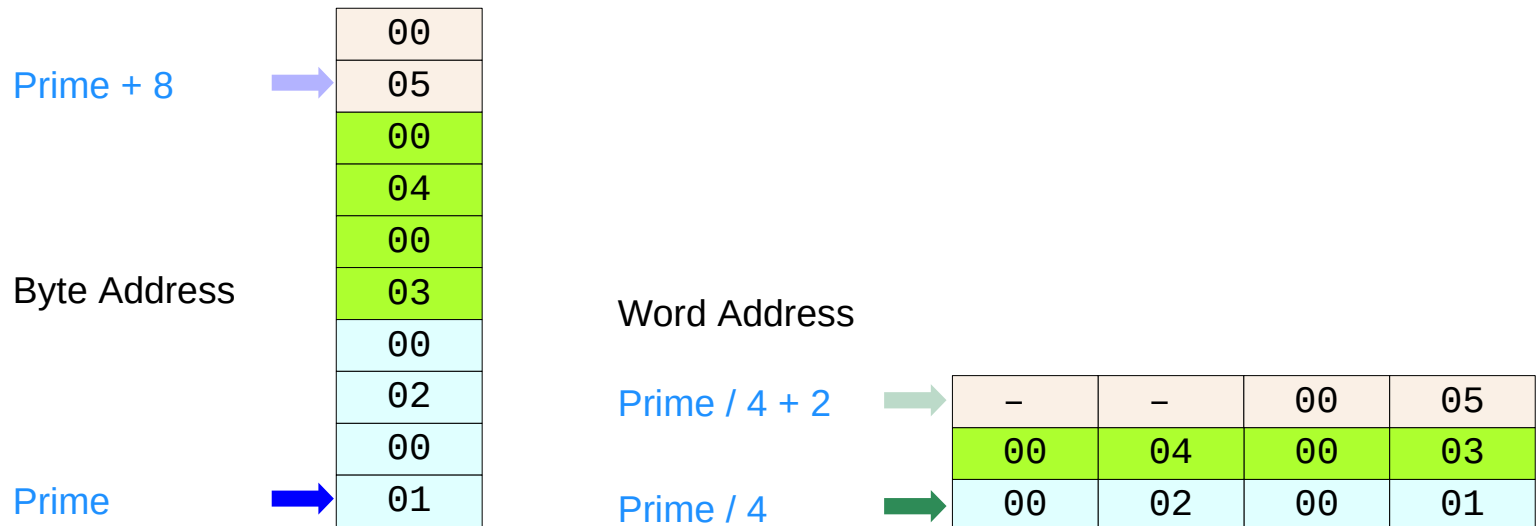 00
Prime + 8 05
00
04
00
Byte Address 03
00
02
00
Prime 01
Word Address
Prime / 4 + 2 – – 00 05
00 04 00 03
Prime / 4 00 02 00 01